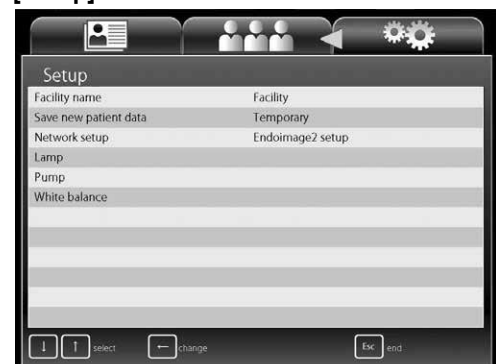 Setup
Facility name Facility
Save new patient data Temporary
Network setup Endoimage2 setup
Lamp
Pump
White balance
↓ ↑ select ← change Esc end